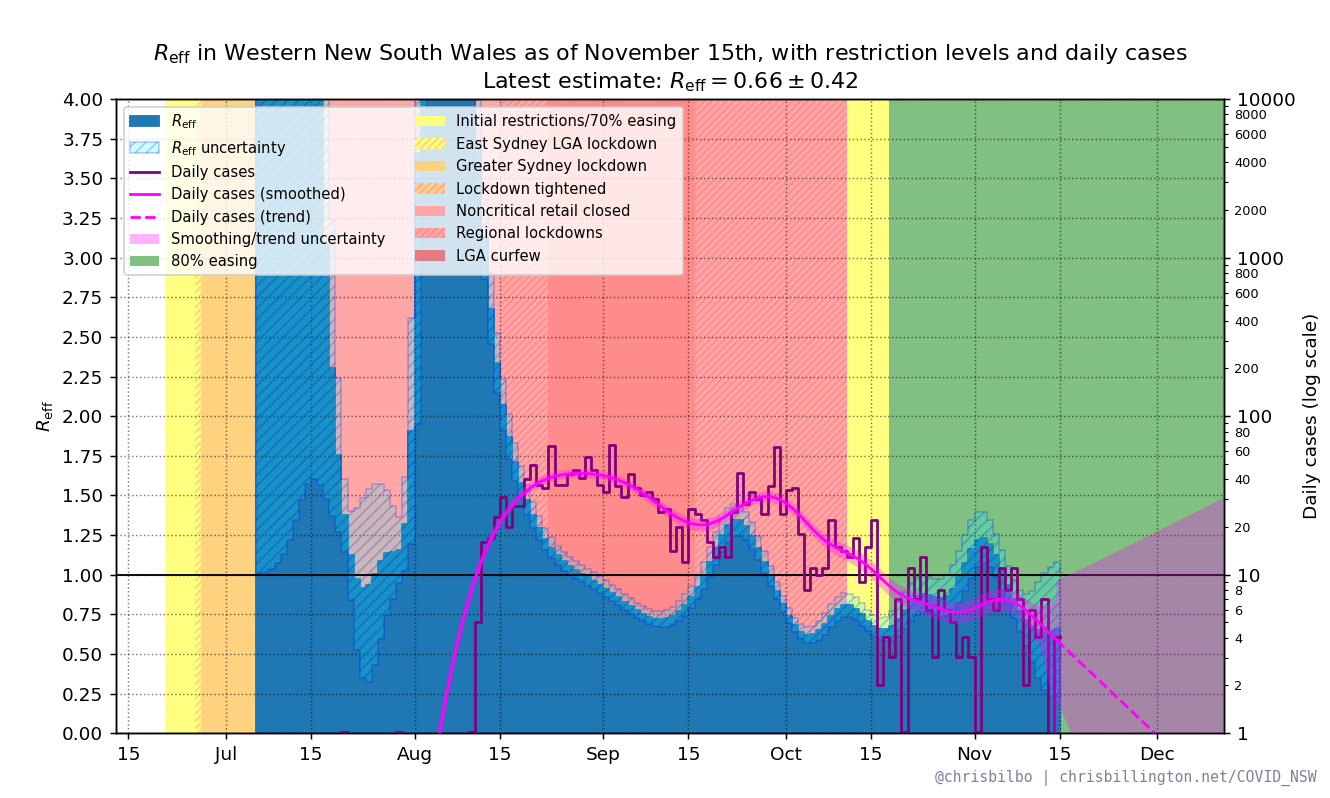 Reff in Western New South Wales as of November 15th, with restriction levels and daily cases
Latest estimate: Reff = 0.66 ± 0.42
Reff
Reff uncertainty
Daily cases
Daily cases (smoothed)
Daily cases (trend)
Smoothing/trend uncertainty
80% easing
Initial restrictions/70% easing
East Sydney LGA lockdown
Greater Sydney lockdown
Lockdown tightened
Noncritical retail closed
Regional lockdowns
LGA curfew
Reff
4.00
3.75
3.50
3.25
3.00
2.75
2.50
2.25
2.00
1.75
1.50
1.25
1.00
0.75
0.50
0.25
0.00
10000
8000
6000
4000
2000
1000
800
600
400
200
100
80
60
40
20
10
8
6
4
2
1
Daily cases (log scale)
15 Jul 15 Aug 15 Sep 15 Oct 15 Nov 15 Dec
@chrisbilbo | chrisbillington.net/COVID_NSW